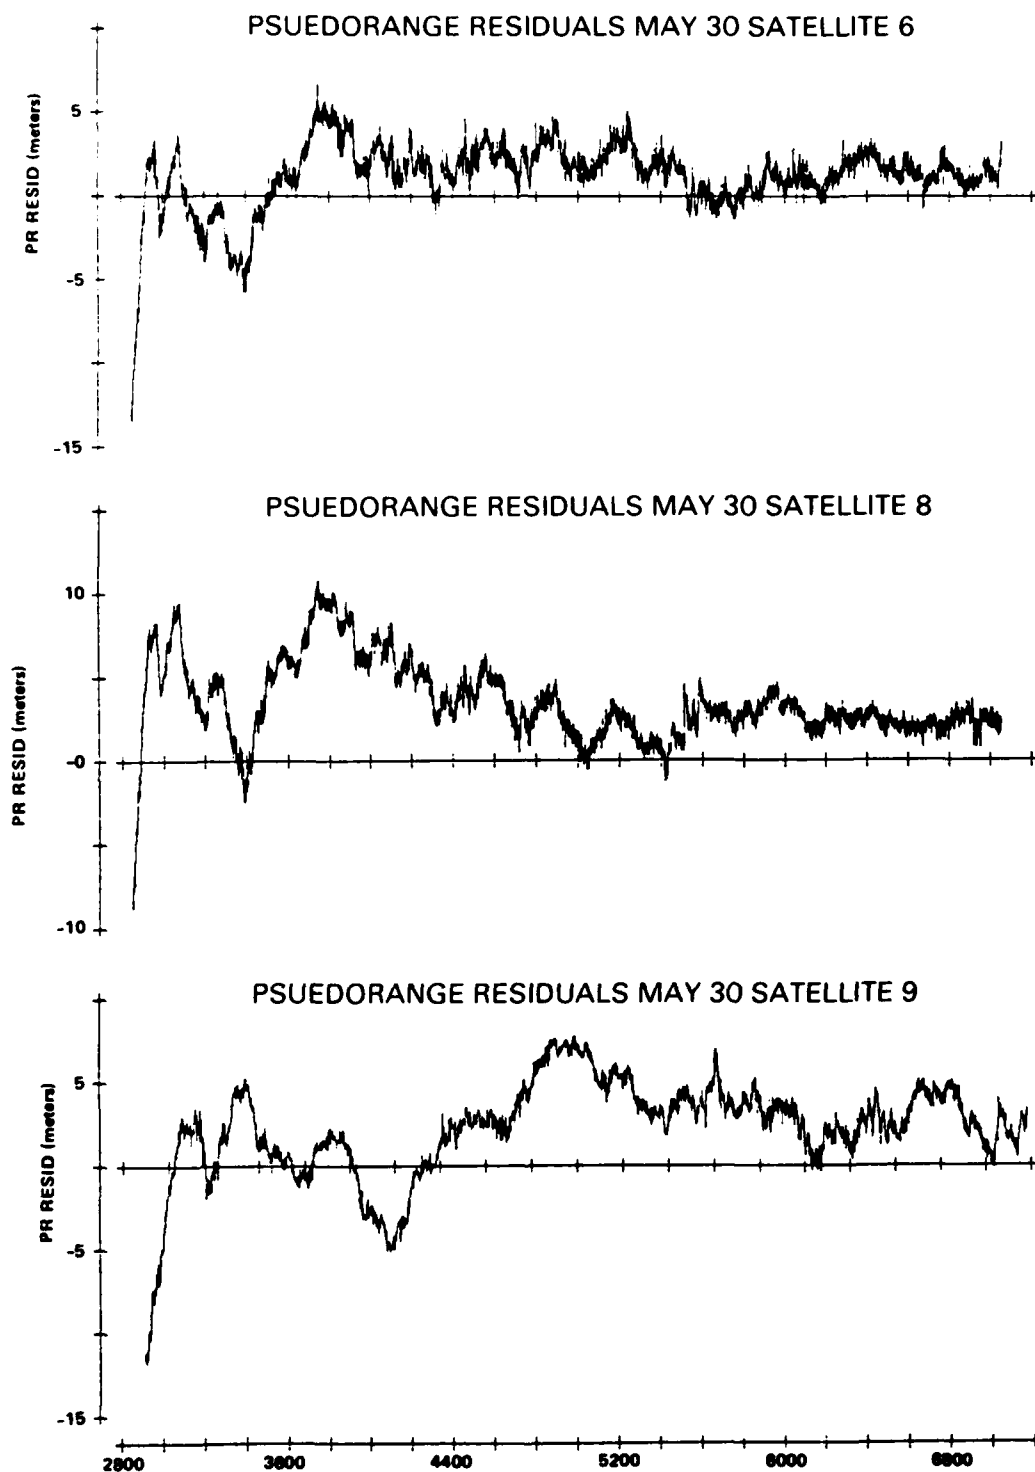 PSUEDORANGE RESIDUALS MAY 30 SATELLITE 6
PR RESID (meters)
5
-5
-15
PSUEDORANGE RESIDUALS MAY 30 SATELLITE 8
PR RESID (meters)
10
-0
-10
PSUEDORANGE RESIDUALS MAY 30 SATELLITE 9
PR RESID (meters)
5
-5
-15
2800 3600 4400 5200 6000 6800